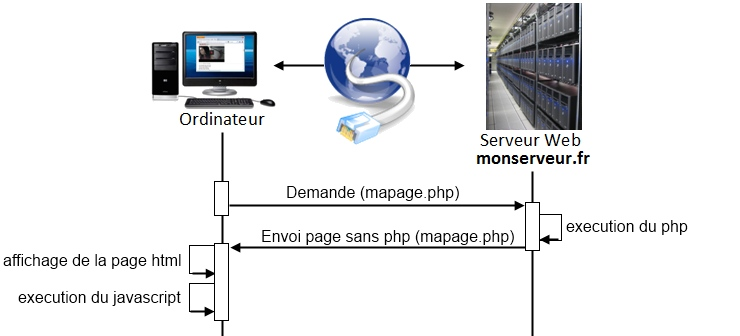 Ordinateur
Serveur Web
monserveur.fr
Demande (mapage.php)
execution du php
Envoi page sans php (mapage.php)
affichage de la page html
execution du javascript